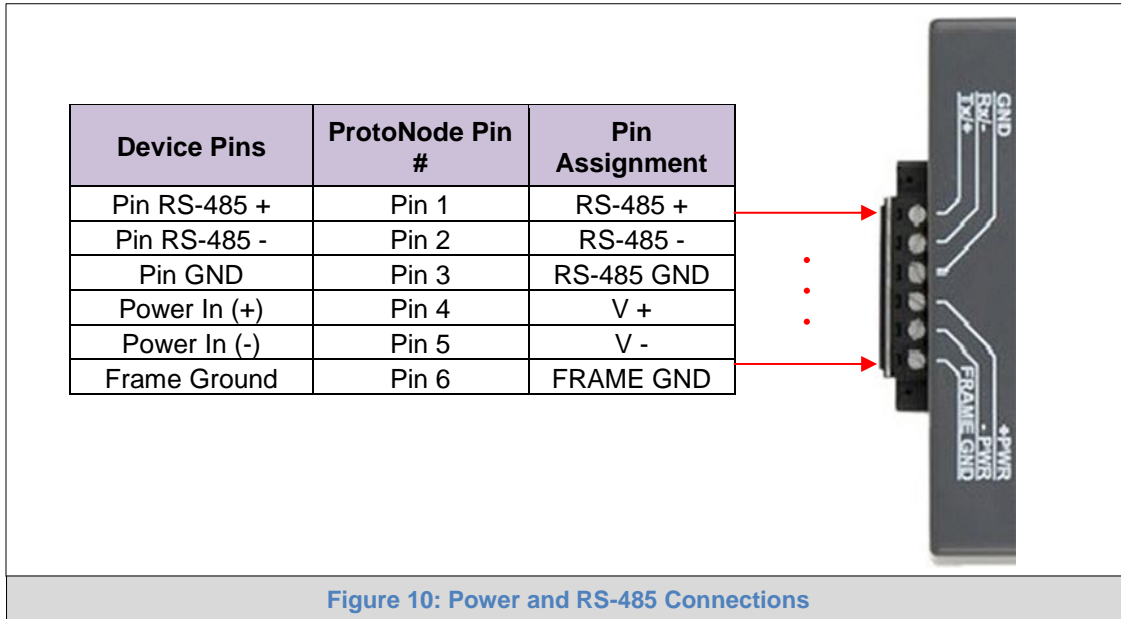 Device Pins ProtoNode Pin # Pin Assignment
Pin RS-485 + Pin 1 RS-485 +
Pin RS-485 - Pin 2 RS-485 -
Pin GND Pin 3 RS-485 GND
Power In (+) Pin 4 V +
Power In (-) Pin 5 V -
Frame Ground Pin 6 FRAME GND
GND
Rx/-
Tx/+
+PWR
- PWR
FRAME GND
Figure 10: Power and RS-485 Connections